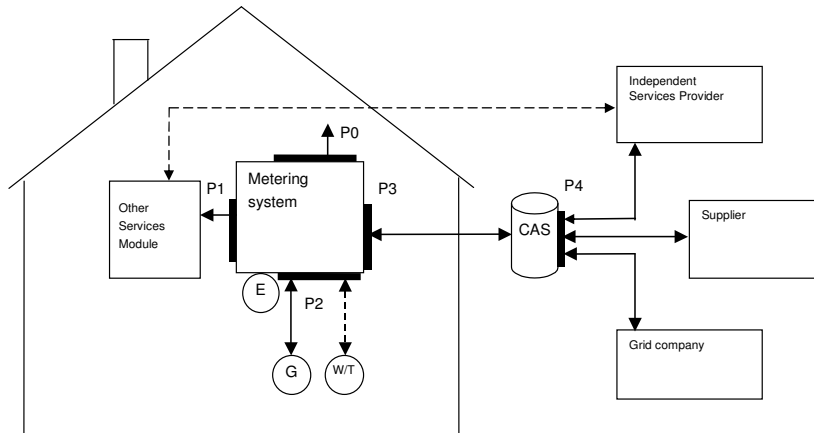 Independent
Services Provider
P0
P1
Metering
system
P3
P4
Other
Services
Module
CAS
Supplier
E
P2
G
W/T
Grid company